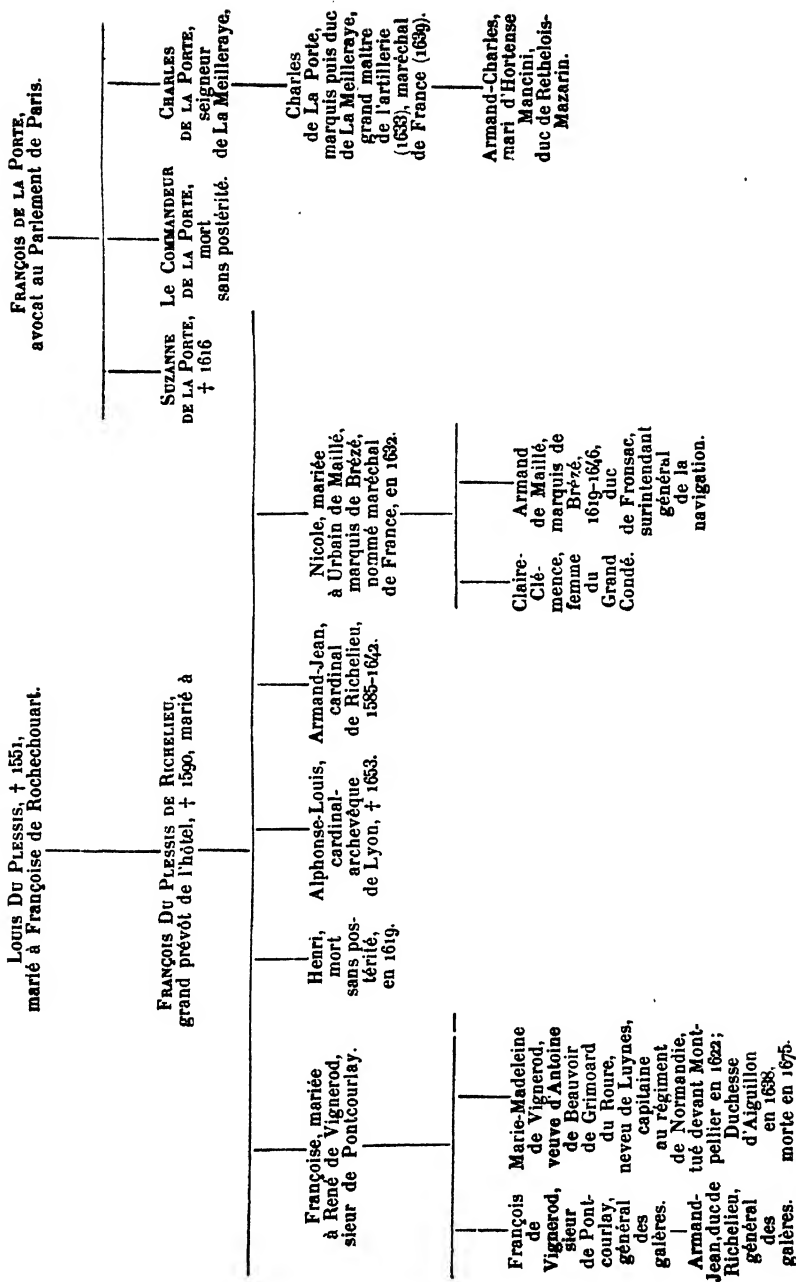 LOUIS DU PLESSIS, † 1551,
marié à Françoise de Rochechouart.
FRANÇOIS DU PLESSIS DE RICHELIEU,
grand prévôt de l'hôtel, † 1590, marié à
FRANÇOIS DE LA PORTE,
avocat au Parlement de Paris.
SUZANNE
DE LA PORTE,
† 1616
LE COMMANDEUR
DE LA PORTE,
mort
sans postérité.
CHARLES
DE LA PORTE,
seigneur
de La Meilleraye,
Charles
de La Porte,
marquis puis duc
de La Meilleraye,
grand maître
de l'artillerie
(1633), maréchal
de France (1639).
Armand-Charles,
mari d'Hortense
Mancini,
duc de Rethelois-
Mazarin.
Françoise, mariée
à René de Vignerod,
sieur de Pontcourlay.
Henri,
mort
sans pos-
térité,
en 1619.
Alphonse-Louis,
cardinal-
archevêque
de Lyon, † 1653.
Armand-Jean,
cardinal
de Richelieu,
1585-1642.
Nicole, mariée
à Urbain de Maillé,
marquis de Brézé,
nommé maréchal
de France, en 1632.
François
de
Vignerod,
sieur
de Pont-
courlay,
général
des
galères.
Armand-
Jean, duc de
Richelieu,
général
des
galères.
Marie-Madeleine
de Vignerod,
veuve d'Antoine
de Beauvoir
de Grimoard
du Roure,
neveu de Luynes,
capitaine
au régiment
de Normandie,
tué devant Mont-
pellier en 1622;
Duchesse
d'Aiguillon
en 1638,
morte en 1675.
Claire-
Clé-
mence,
femme
du
Grand
Condé.
Armand
de Maillé,
marquis de
Brézé,
1619-1646,
duc
de Fronsac,
surintendant
général
de la
navigation.